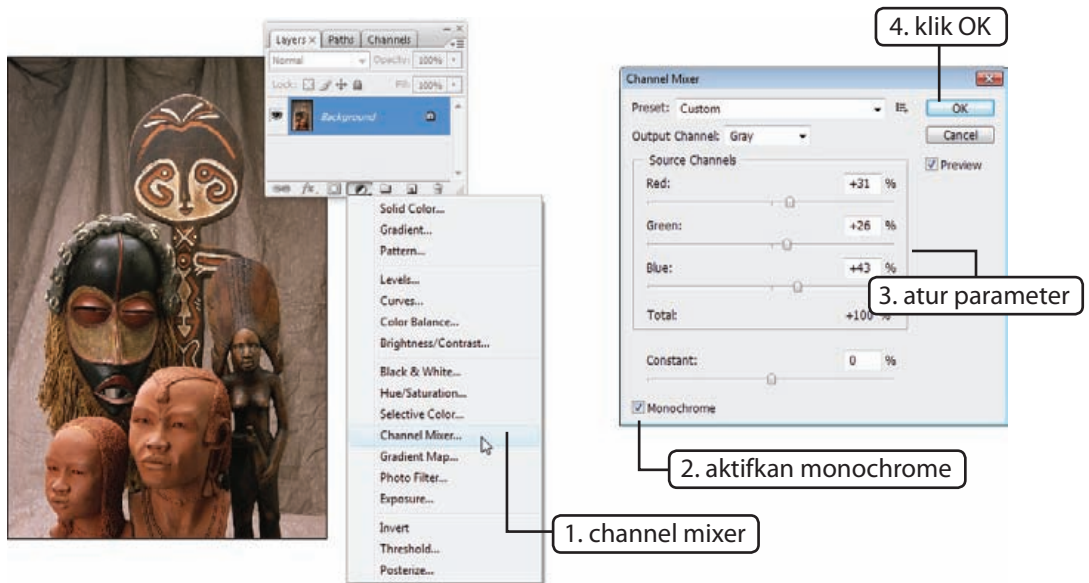 4. klik OK
Layers × Paths Channels
Normal Opacity: 100%
Lock: Fill: 100%
Background
fx.
Solid Color...
Gradient...
Pattern...
Levels...
Curves...
Color Balance...
Brightness/Contrast...
Black & White...
Hue/Saturation...
Selective Color...
Channel Mixer...
Gradient Map...
Photo Filter...
Exposure...
Invert
Threshold...
Posterize...
1. channel mixer
Channel Mixer
Preset: Custom
OK
Output Channel: Gray
Cancel
Source Channels
Preview
Red: +31 %
Green: +26 %
Blue: +43 %
3. atur parameter
Total: +100 %
Constant: 0 %
Monochrome
2. aktifkan monochrome